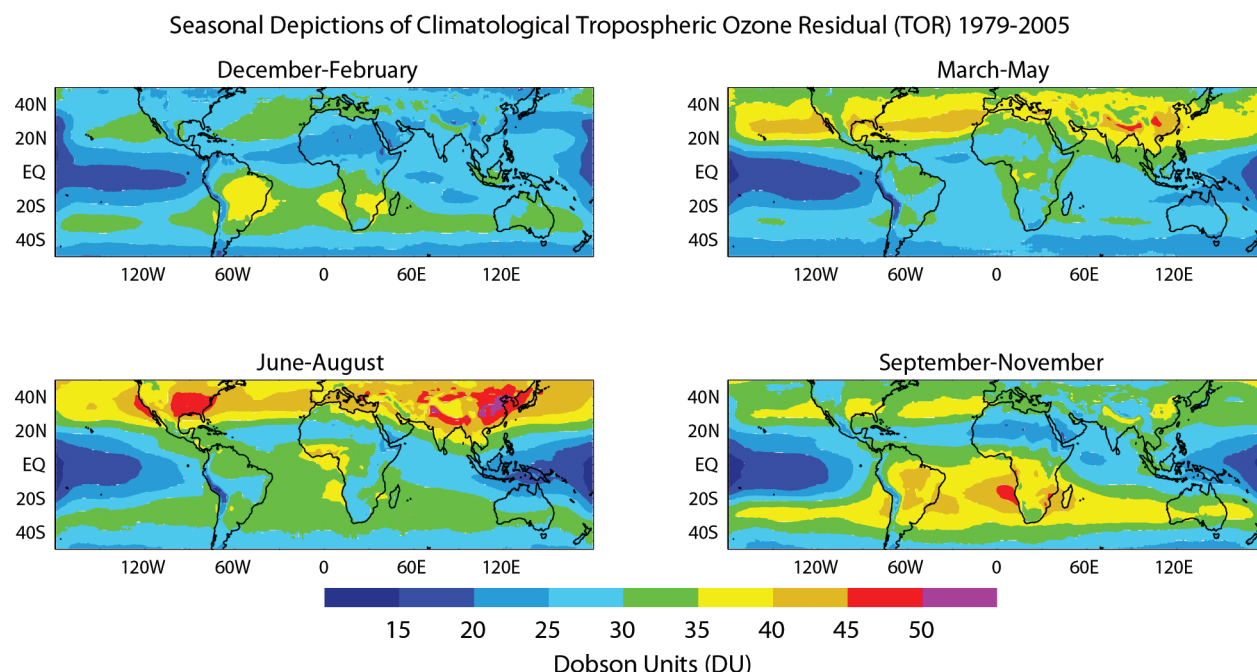 Seasonal Depictions of Climatological Tropospheric Ozone Residual (TOR) 1979-2005
December-February
March-May
40N
20N
EQ
20S
40S
120W 60W 0 60E 120E
40N
20N
EQ
20S
40S
120W 60W 0 60E 120E
June-August
September-November
40N
20N
EQ
20S
40S
120W 60W 0 60E 120E
40N
20N
EQ
20S
40S
120W 60W 0 60E 120E
15 20 25 30 35 40 45 50
Dobson Units (DU)